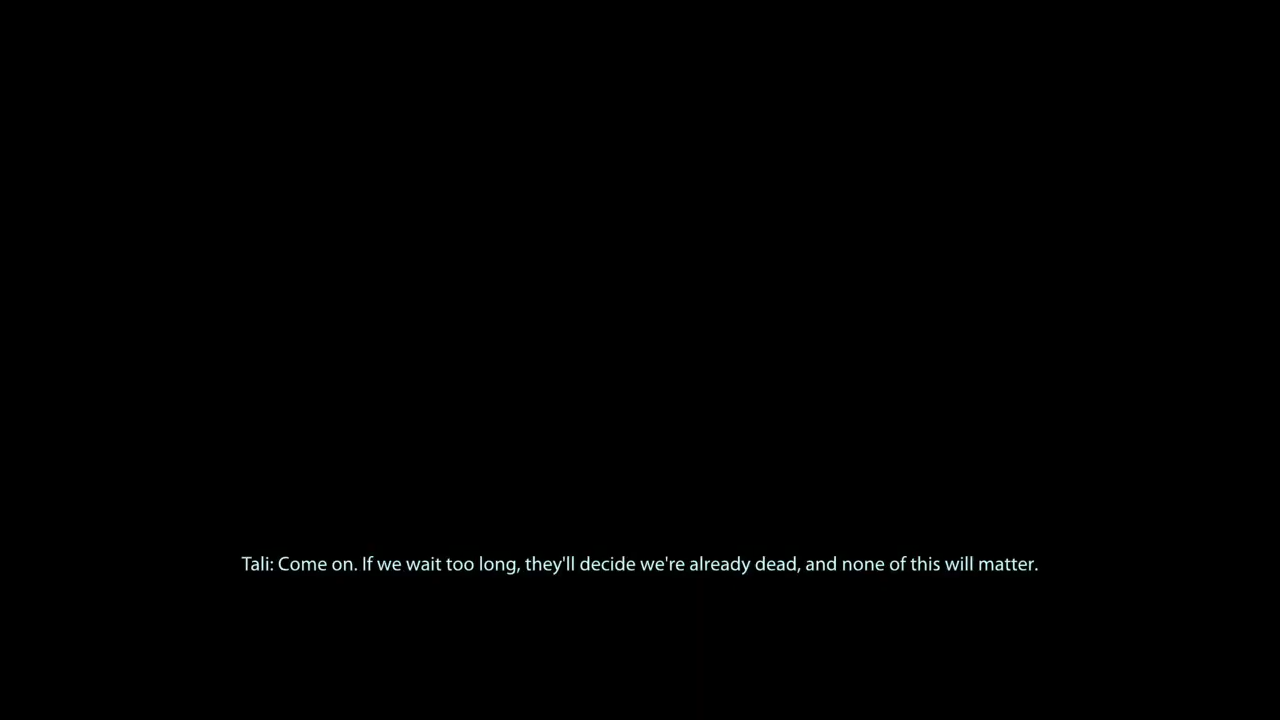 Tali: Come on. If we wait too long, they'll decide we're already dead, and none of this will matter.